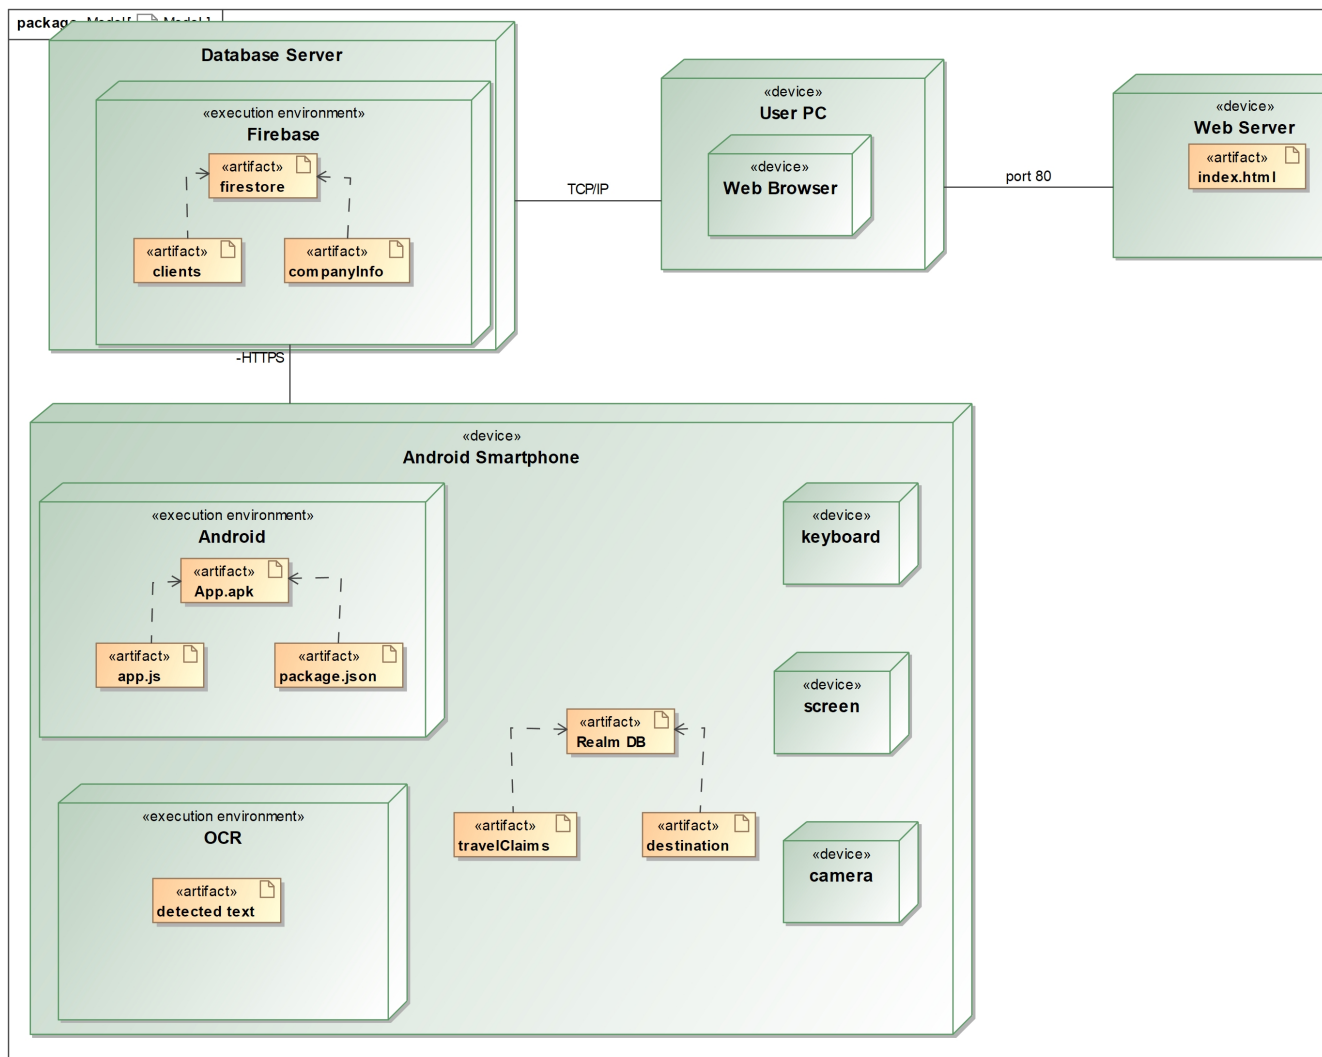 package Model[ Model ]
Database Server
«execution environment»
Firebase
«artifact»
firestore
«artifact»
clients
«artifact»
companyInfo
TCP/IP
«device»
User PC
«device»
Web Browser
port 80
«device»
Web Server
«artifact»
index.html
-HTTPS
«device»
Android Smartphone
«execution environment»
Android
«artifact»
App.apk
«artifact»
app.js
«artifact»
package.json
«device»
keyboard
«device»
screen
«artifact»
Realm DB
«artifact»
travelClaims
«artifact»
destination
«execution environment»
OCR
«artifact»
detected text
«device»
camera